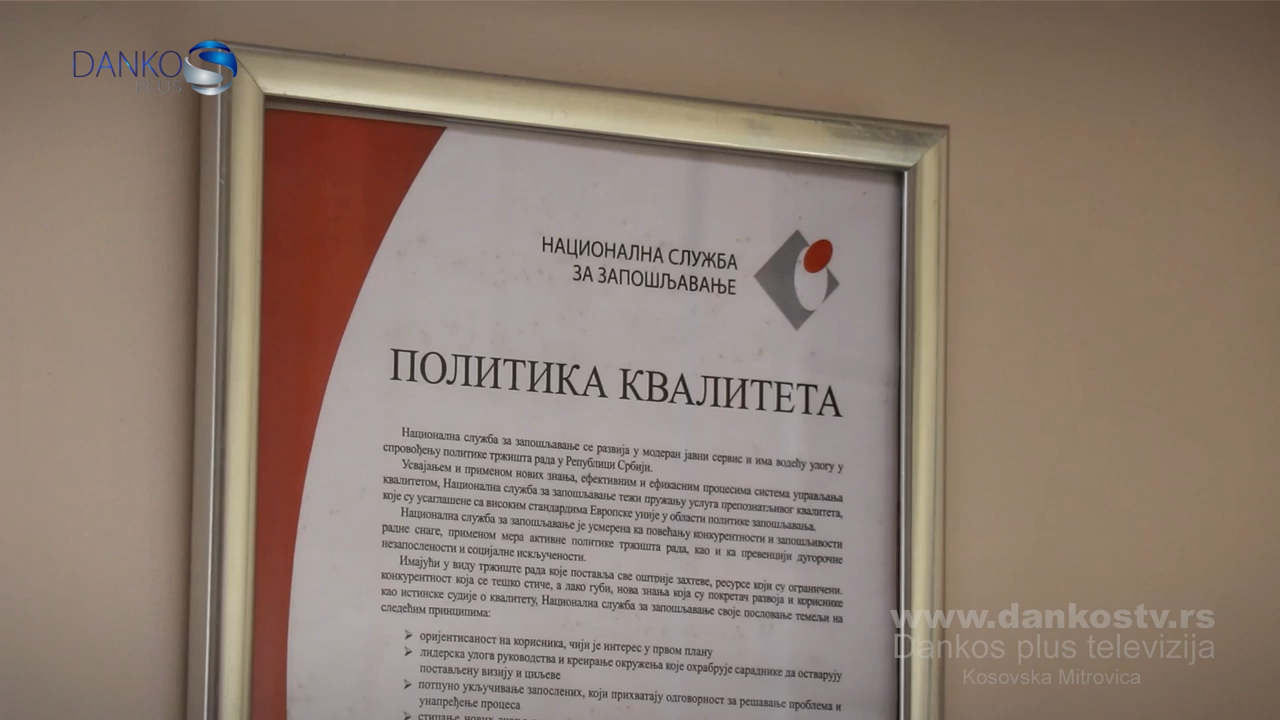 DANKOS
PLUS
НАЦИОНАЛНА СЛУЖБА
ЗА ЗАПОШЉАВАЊЕ
ПОЛИТИКА КВАЛИТЕТА
Национална служба за запошљавање се развија у модеран јавни сервис и има водећу улогу у
спровођењу политике тржишта рада у Републици Србији.
Усвајањем и применом нових знања, ефективним и ефикасним процесима система управљања
квалитетом, Национална служба за запошљавање тежи пружању услуга препознатљивог квалитета,
које су усаглашене са високим стандардима Европске уније у области политике запошљавања.
Национална служба за запошљавање је усмерена ка повећању конкурентности и запошљивости
радне снаге, применом мера активне политике тржишта рада, као и ка превенцији дугорочне
незапослености и социјалне искључености.
Имајући у виду тржиште рада које поставља све оштрије захтеве, ресурсе који су ограничени,
конкурентност која се тешко стиче, а лако губи, нова знања која су покретач развоја и кориснике
као истинске судије о квалитету, Национална служба за запошљавање своје пословање темељи на
следећим принципима:
➢ оријентисаност на корисника, чији је интерес у првом плану
➢ лидерска улога руководства и креирање окружења које охрабрује сараднике да остварују
постављену визију и циљеве
➢ потпуно укључивање запослених, који прихватају одговорност за решавање проблема и
унапређење процеса
➢ стицање нових
www.dankostv.rs
Dankos plus televizija
Kosovska Mitrovica